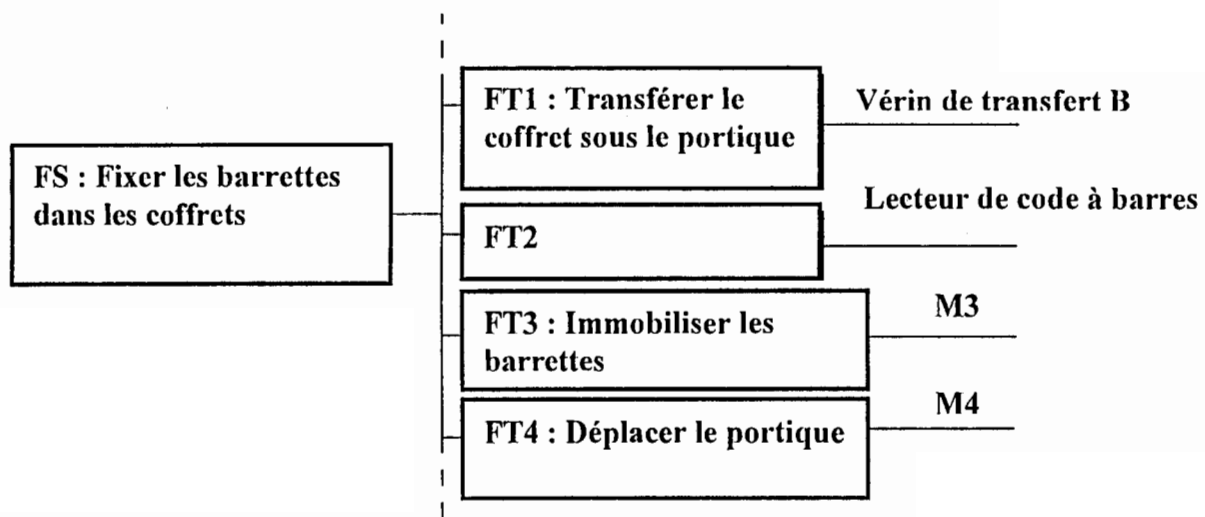 FS : Fixer les barrettes
dans les coffrets
FT1 : Transférer le
coffret sous le portique
Vérin de transfert B
FT2
Lecteur de code à barres
FT3 : Immobiliser les
barrettes
M3
FT4 : Déplacer le portique
M4